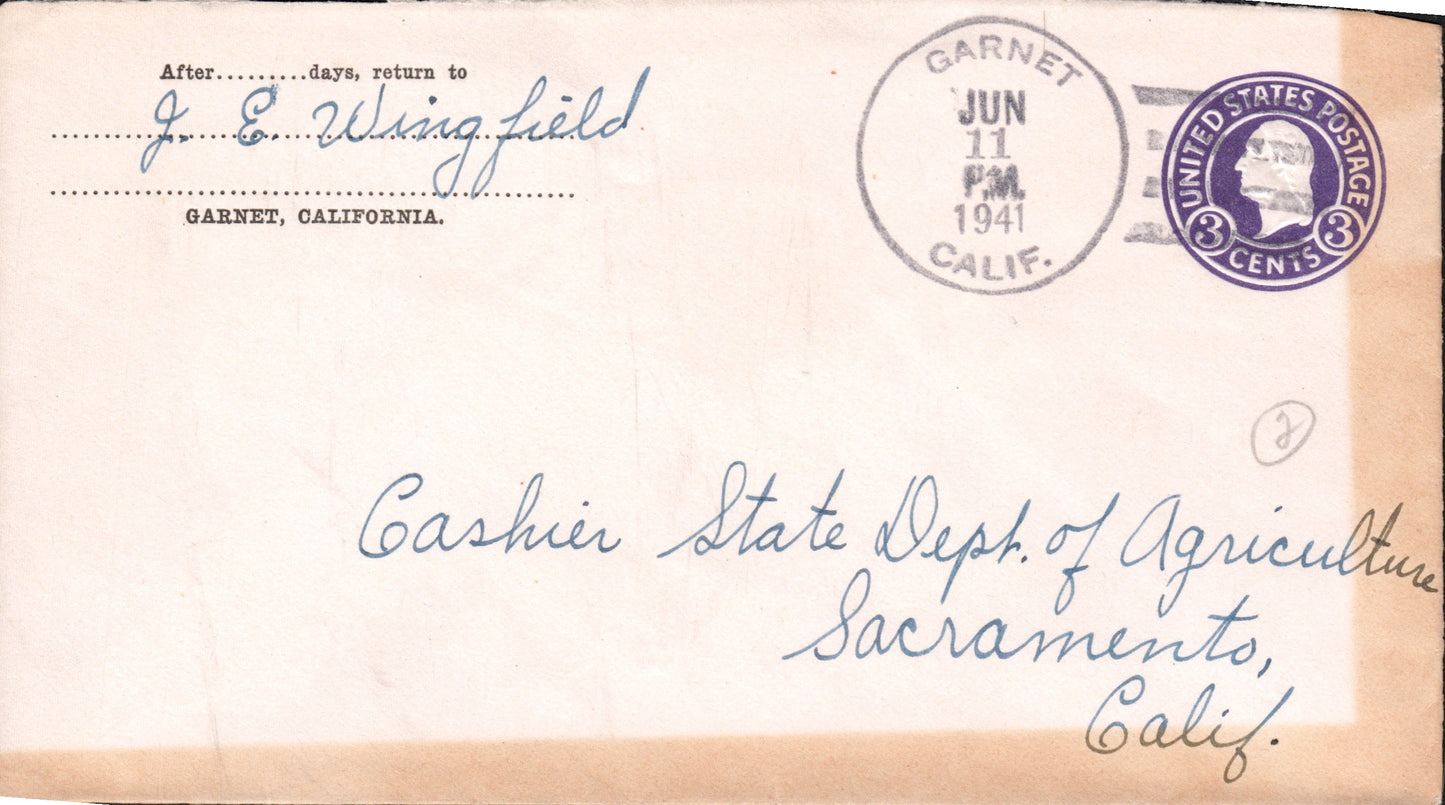 After.........days, return to
J. E. Wingfield
GARNET, CALIFORNIA.
GARNET
JUN
11
P.M.
1941
CALIF.
UNITED STATES POSTAGE
3 CENTS 3
2
Cashier State Dept. of Agriculture
Sacramento,
Calif.